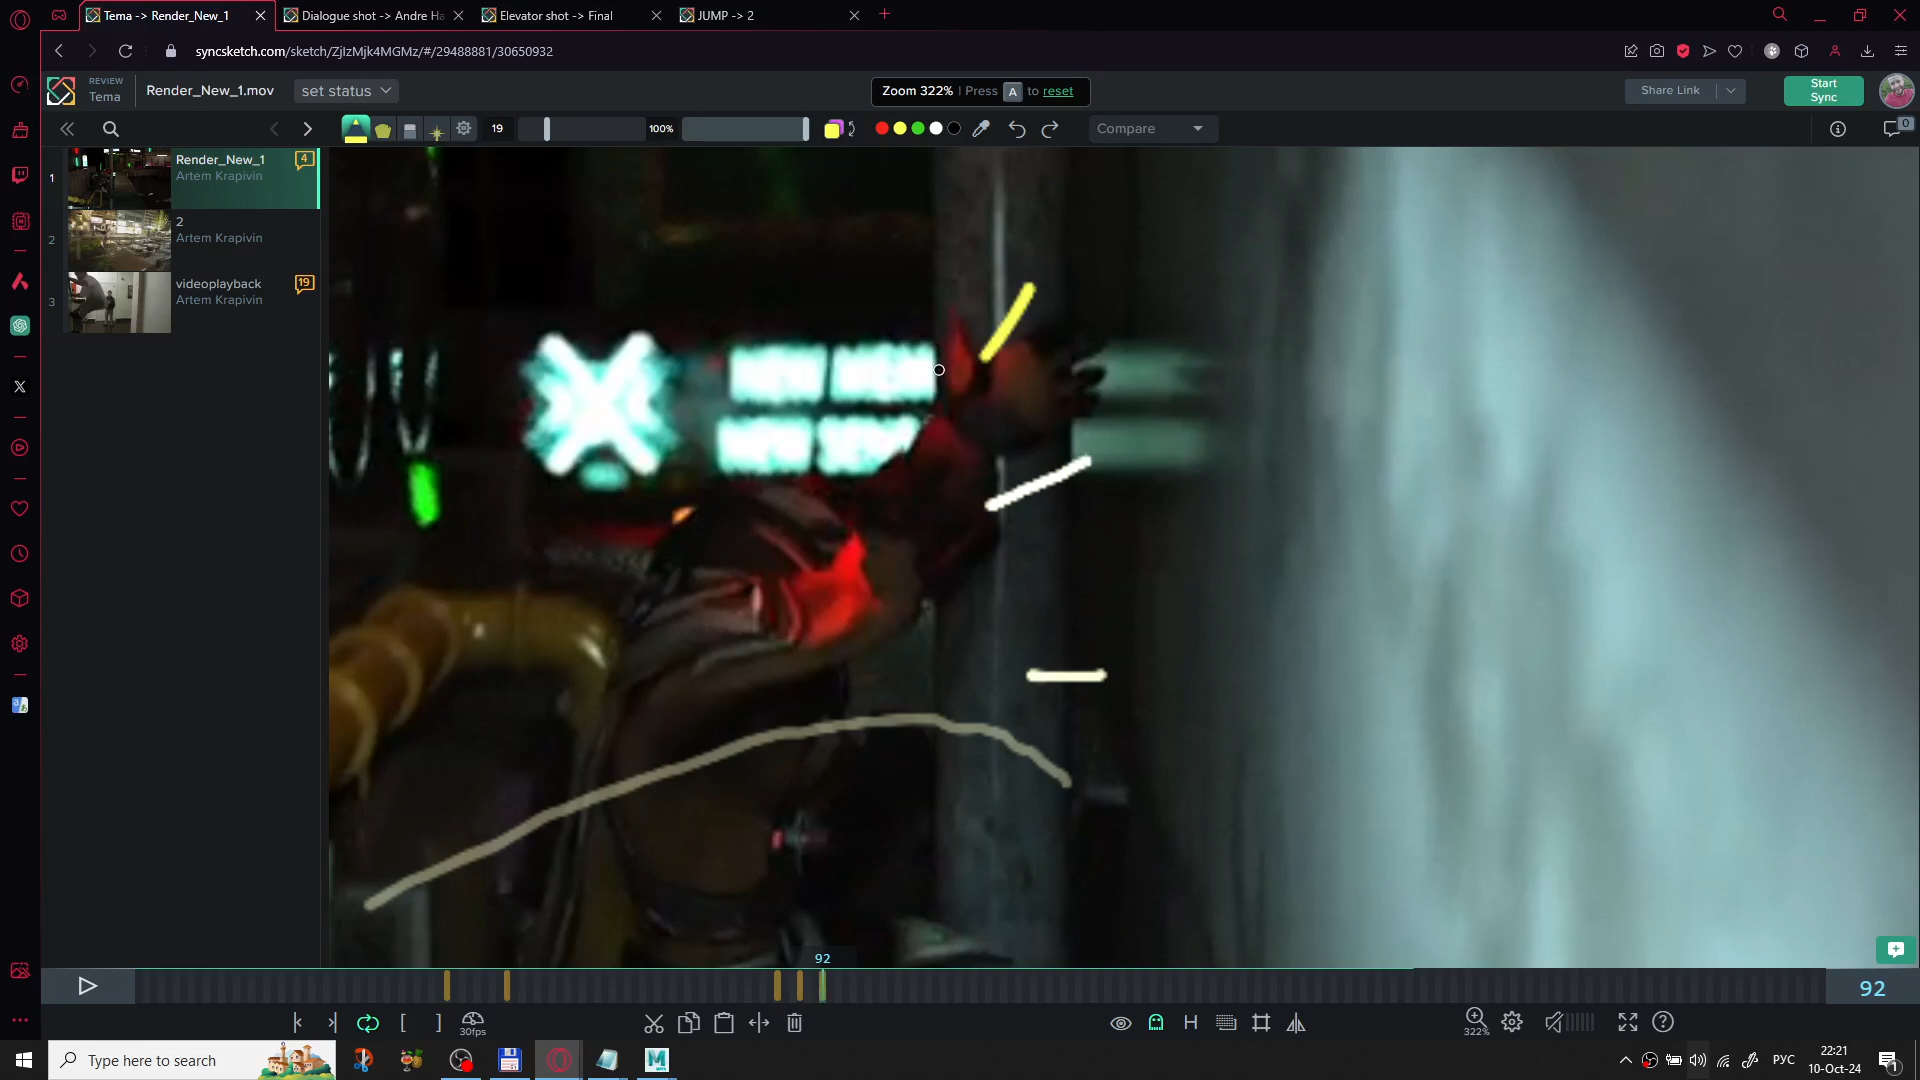 Tema -> Render_New_1
Dialogue shot -> Andre Ha
Elevator shot -> Final
JUMP -> 2
syncsketch.com/sketch/ZjIzMjk4MGMz/#/29488881/30650932
REVIEW
Tema
Render_New_1.mov
set status
Zoom 322% | Press A to reset
Share Link
Start
Sync
19
100%
Compare
0
1
Render_New_1
Artem Krapivin
4
2
2
Artem Krapivin
3
videoplayback
Artem Krapivin
19
92
92
30fps
H
322%
Type here to search
РУС
22:21
10-Oct-24
1